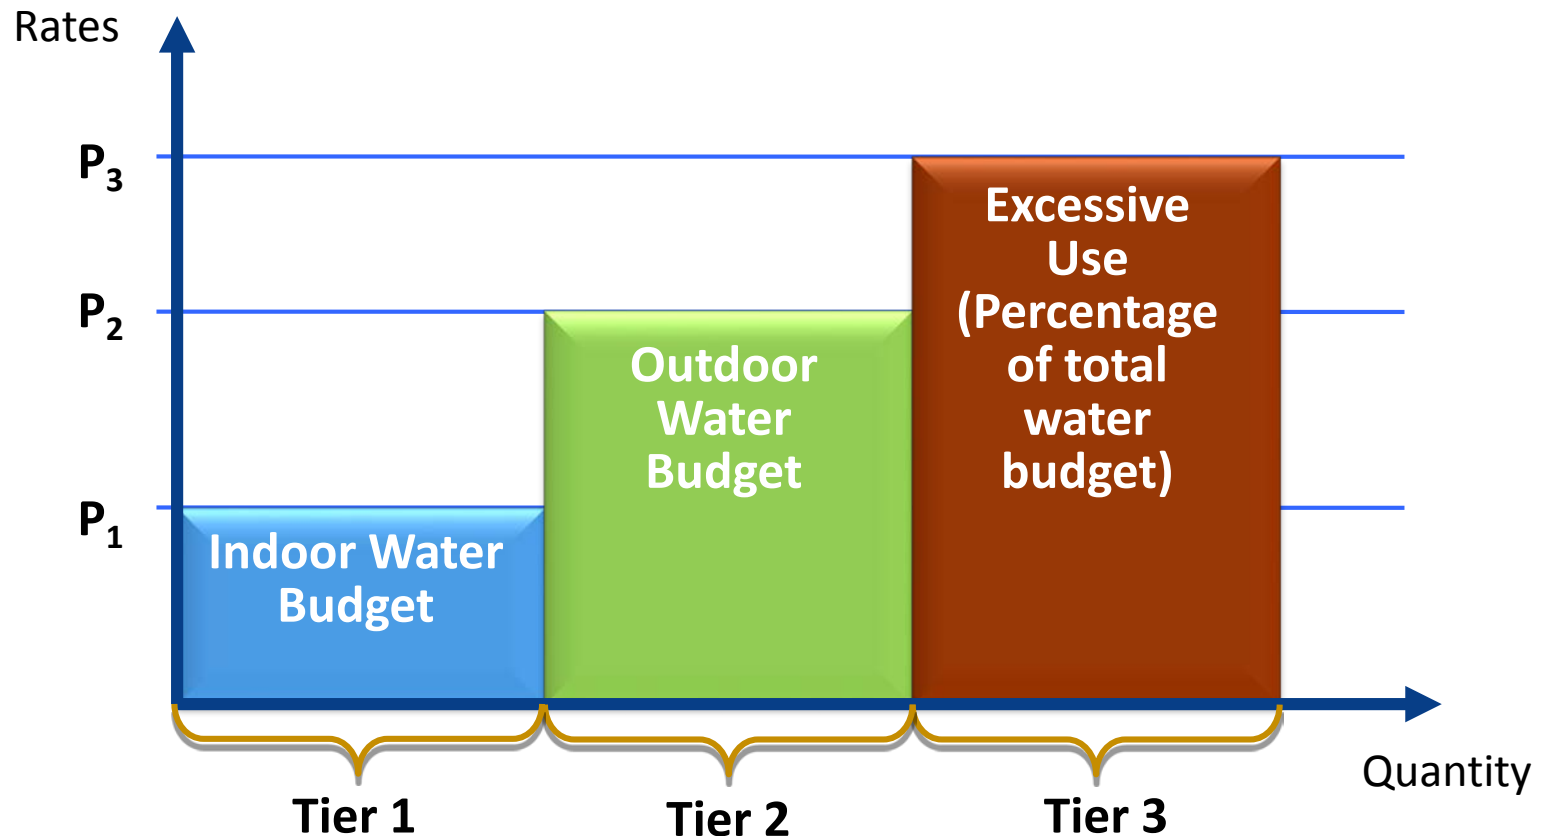 Rates
P3
P2
P1
Indoor Water
Budget
Outdoor
Water
Budget
Excessive
Use
(Percentage
of total
water
budget)
Quantity
Tier 1
Tier 2
Tier 3